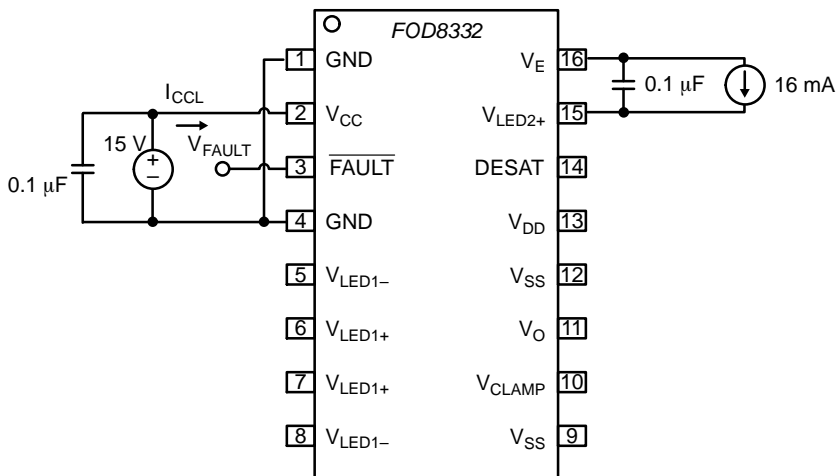 FOD8332
1 GND
2 VCC
3 FAULT
4 GND
5 VLED1–
6 VLED1+
7 VLED1+
8 VLED1–
VE 16
VLED2+ 15
DESAT 14
VDD 13
VSS 12
VO 11
VCLAMP 10
VSS 9
ICCL
15 V
+
–
VFAULT
0.1 μF
0.1 μF
16 mA